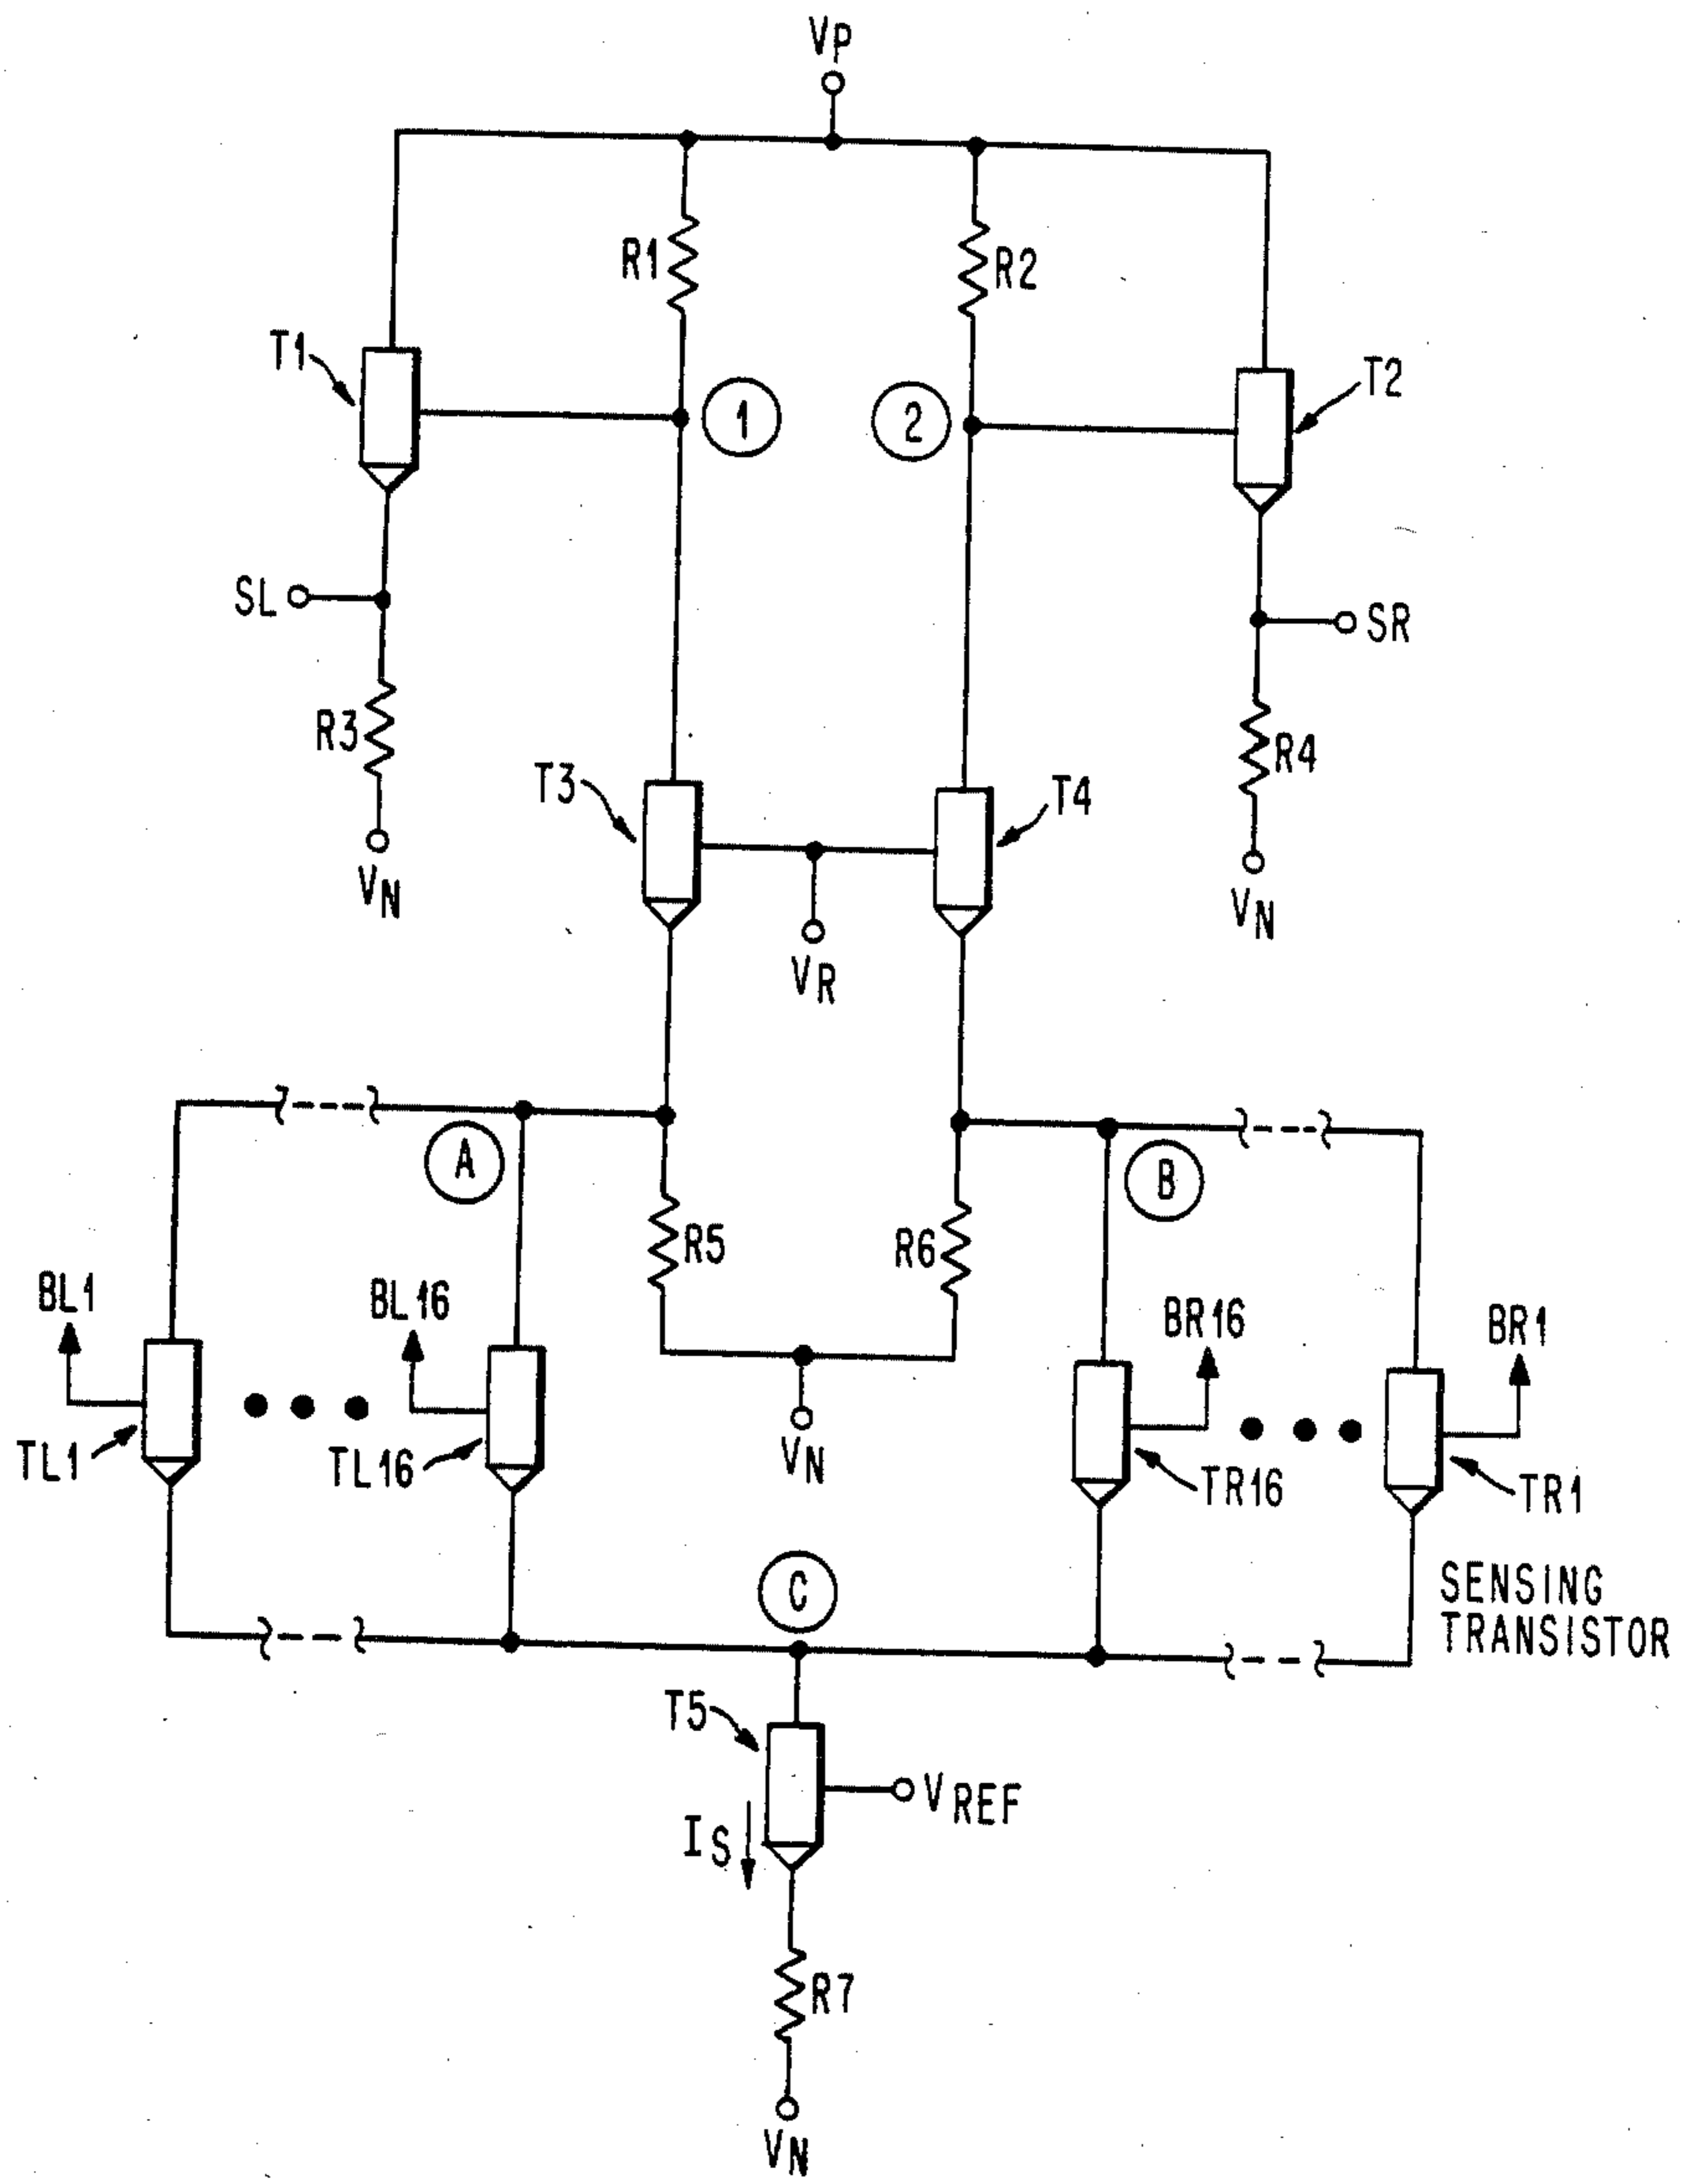 VP
R1
R2
T1
1
2
T2
SL
SR
R3
R4
T3
T4
VN
VN
VR
A
B
R5
R6
BL1
BL16
BR16
BR1
VN
TL1
TL16
TR16
TR1
C
SENSING
TRANSISTOR
T5
VREF
IS
R7
VN